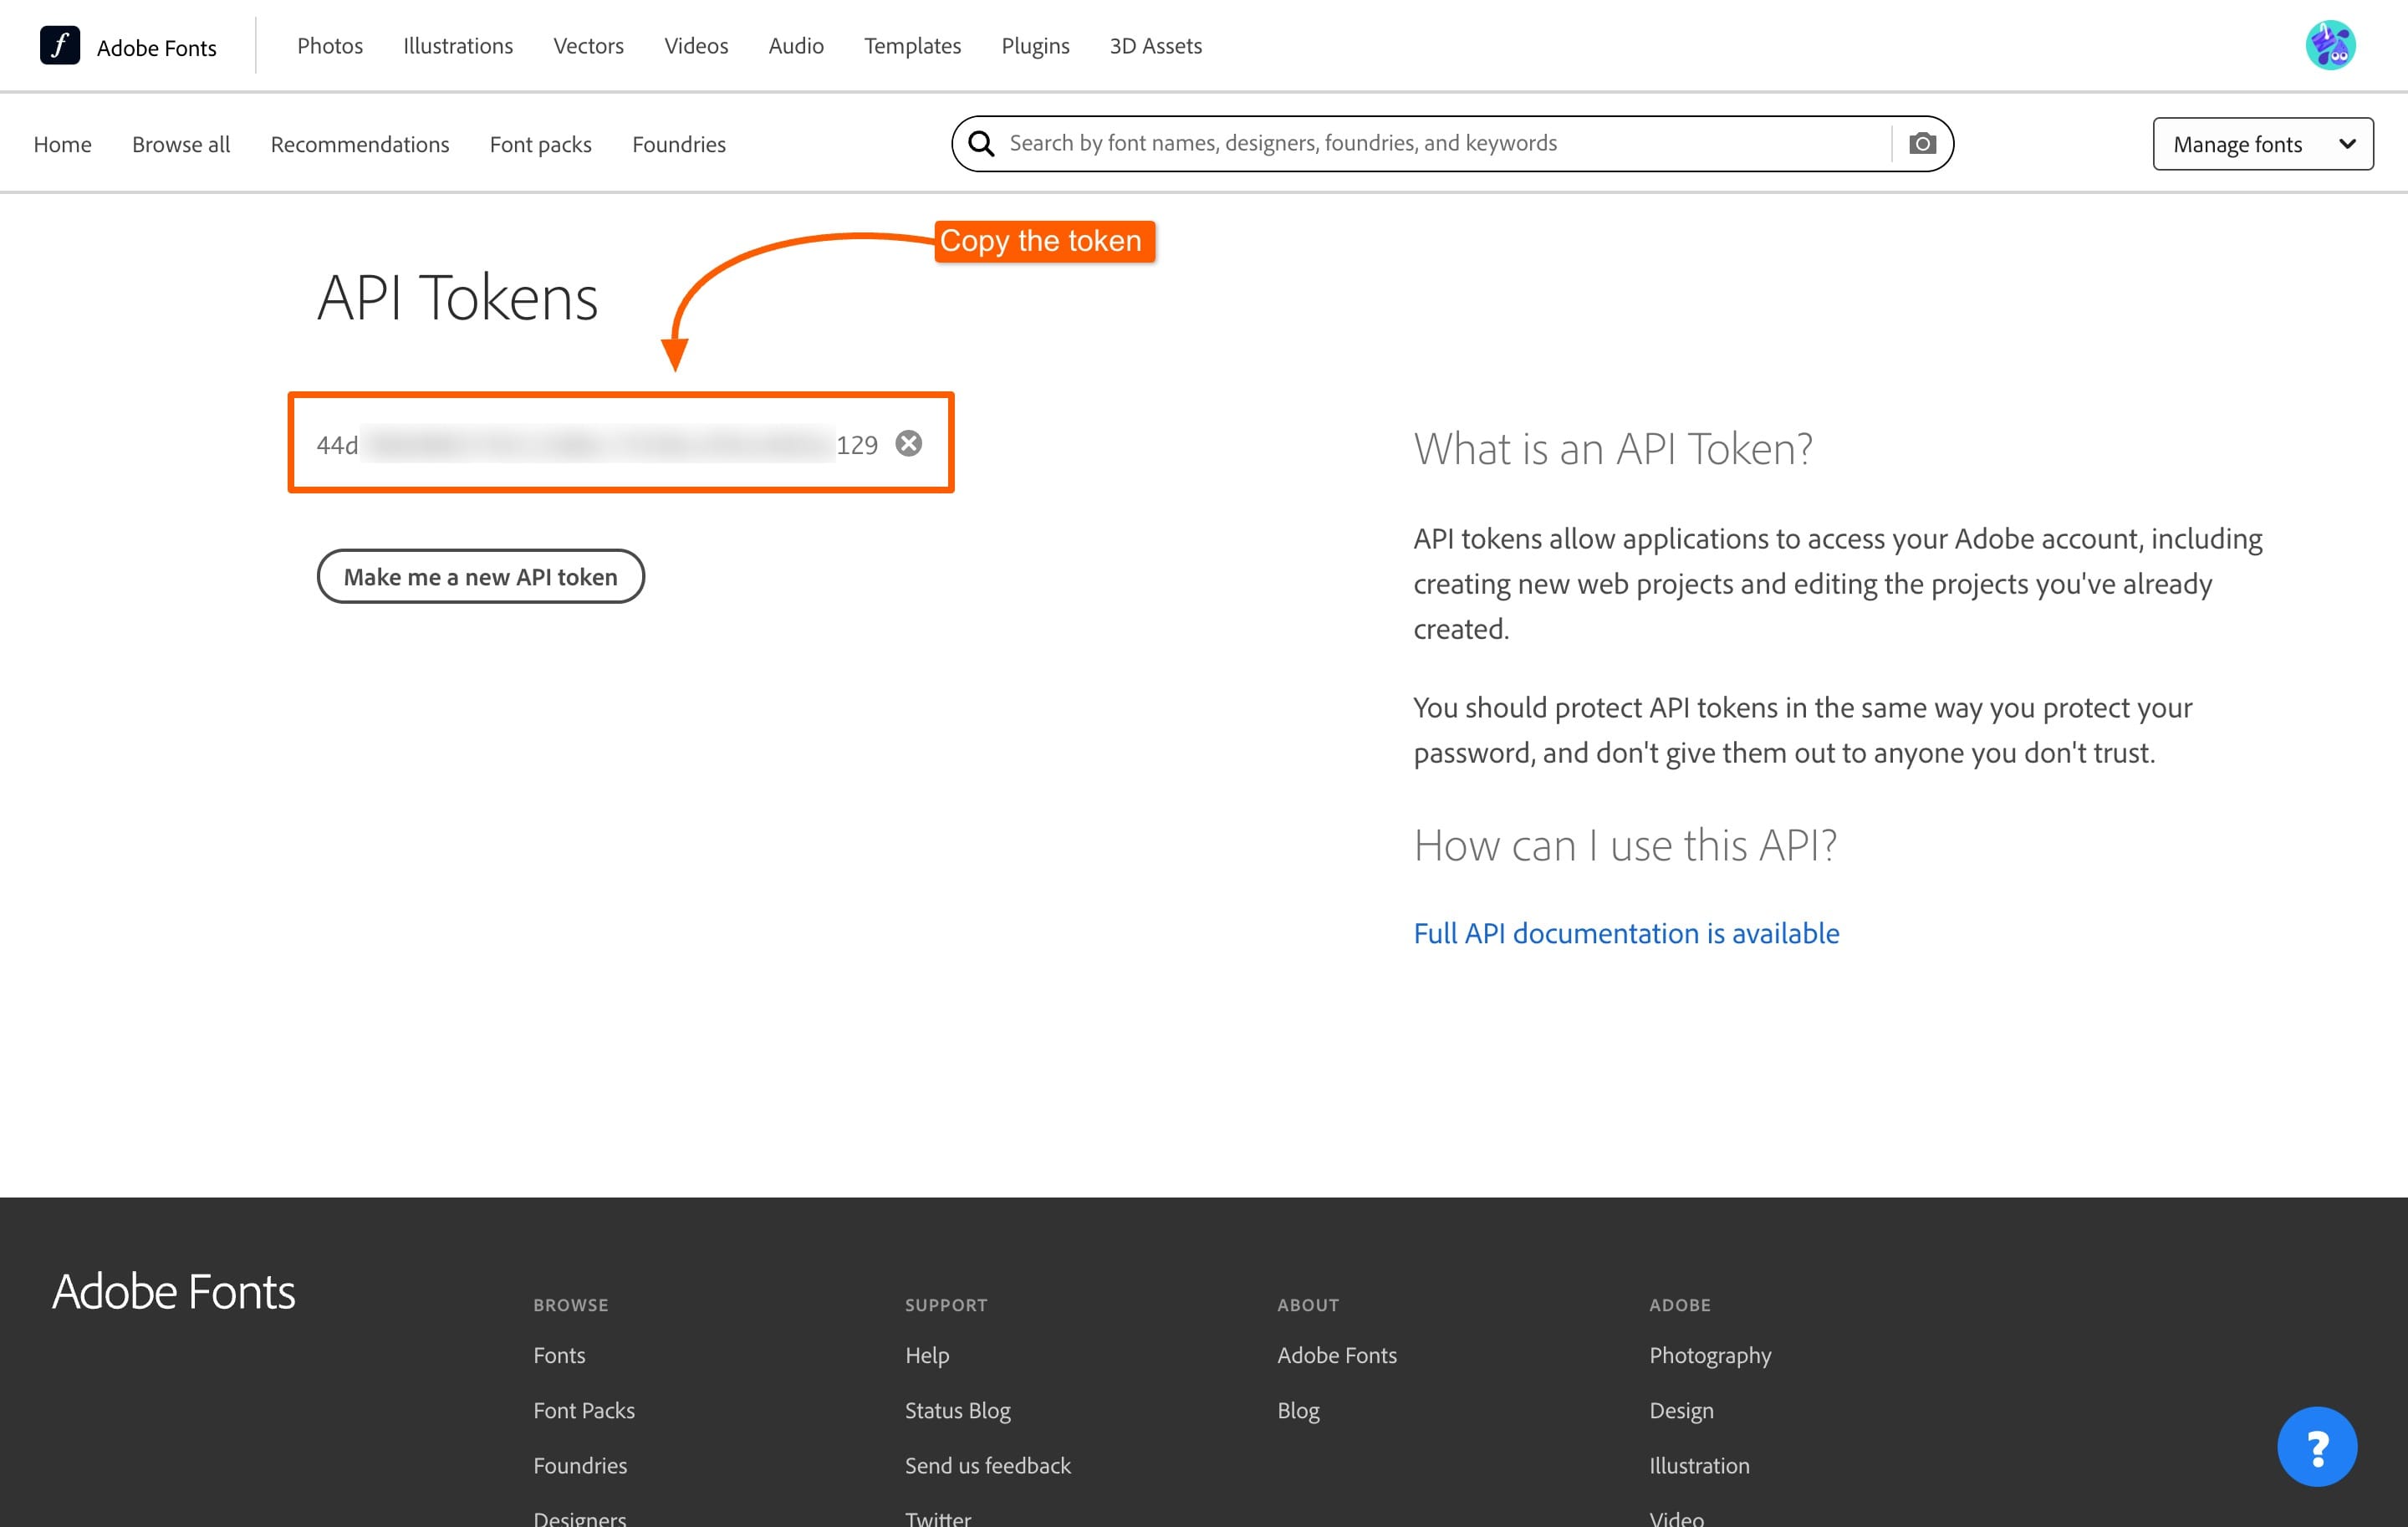 Adobe Fonts
Photos
Illustrations
Vectors
Videos
Audio
Templates
Plugins
3D Assets
Home
Browse all
Recommendations
Font packs
Foundries
Search by font names, designers, foundries, and keywords
Manage fonts
Copy the token
API Tokens
44d
129
Make me a new API token
What is an API Token?
API tokens allow applications to access your Adobe account, including
creating new web projects and editing the projects you've already
created.
You should protect API tokens in the same way you protect your
password, and don't give them out to anyone you don't trust.
How can I use this API?
Full API documentation is available
Adobe Fonts
BROWSE
Fonts
Font Packs
Foundries
Designers
SUPPORT
Help
Status Blog
Send us feedback
Twitter
ABOUT
Adobe Fonts
Blog
ADOBE
Photography
Design
Illustration
Video
?